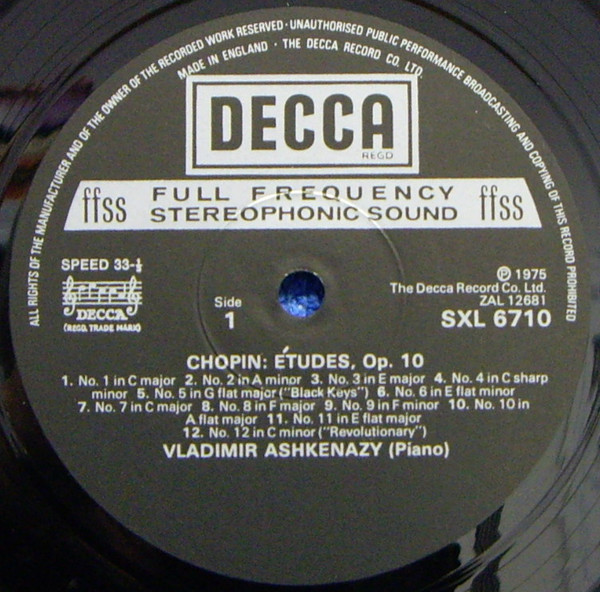 ALL RIGHTS OF THE MANUFACTURER AND OF THE OWNER OF THE RECORDED WORK RESERVED · UNAUTHORISED PUBLIC PERFORMANCE BROADCASTING AND COPYING OF THIS RECORD PROHIBITED
MADE IN ENGLAND · THE DECCA RECORD CO. LTD.
DECCA
REGD
ffss FULL FREQUENCY STEREOPHONIC SOUND ffss
SPEED 33-⅓
DECCA
(REGD. TRADE MARK)
Side
1
℗ 1975
The Decca Record Co. Ltd.
ZAL 12681
SXL 6710
CHOPIN: ÉTUDES, Op. 10
1. No. 1 in C major 2. No. 2 in A minor 3. No. 3 in E major 4. No. 4 in C sharp
minor 5. No. 5 in G flat major ("Black Keys") 6. No. 6 in E flat minor
7. No. 7 in C major 8. No. 8 in F major 9. No. 9 in F minor 10. No. 10 in
A flat major 11. No. 11 in E flat major
12. No. 12 in C minor ("Revolutionary")
VLADIMIR ASHKENAZY (Piano)